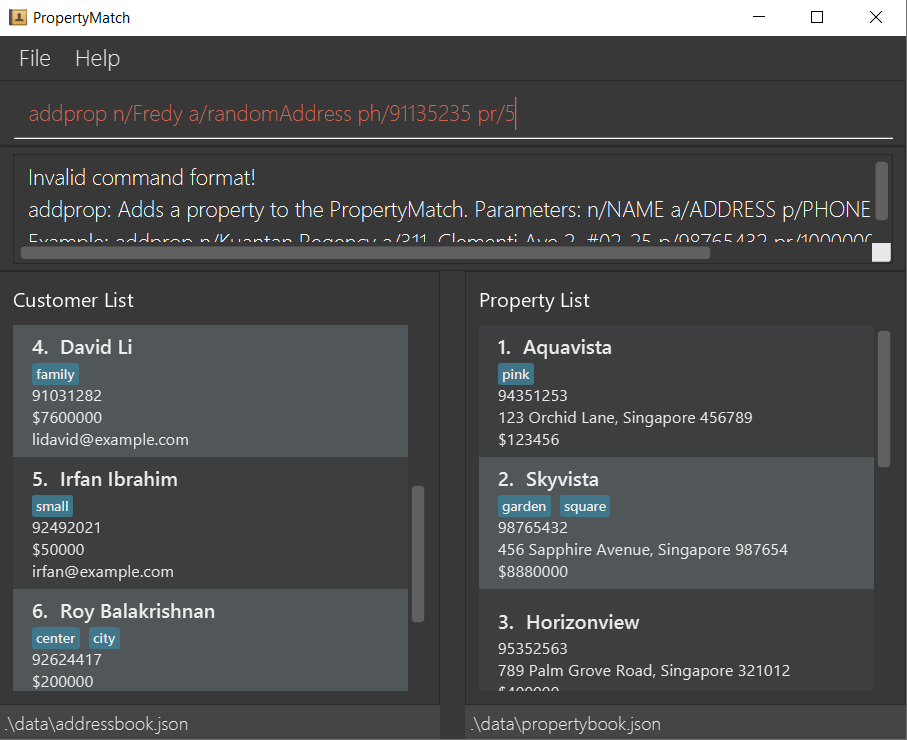 PropertyMatch
File Help
addprop n/Fredy a/randomAddress ph/91135235 pr/5
Invalid command format!
addprop: Adds a property to the PropertyMatch. Parameters: n/NAME a/ADDRESS p/PHONE
Example: addprop n/Kuantan Regency a/311, Clementi Ave 2, #02-25 p/98765432 pr/1000000
Customer List
4. David Li
family
91031282
$7600000
lidavid@example.com
5. Irfan Ibrahim
small
92492021
$50000
irfan@example.com
6. Roy Balakrishnan
center city
92624417
$200000
.\data\addressbook.json
Property List
1. Aquavista
pink
94351253
123 Orchid Lane, Singapore 456789
$123456
2. Skyvista
garden square
98765432
456 Sapphire Avenue, Singapore 987654
$8880000
3. Horizonview
95352563
789 Palm Grove Road, Singapore 321012
$400000
.\data\propertybook.json